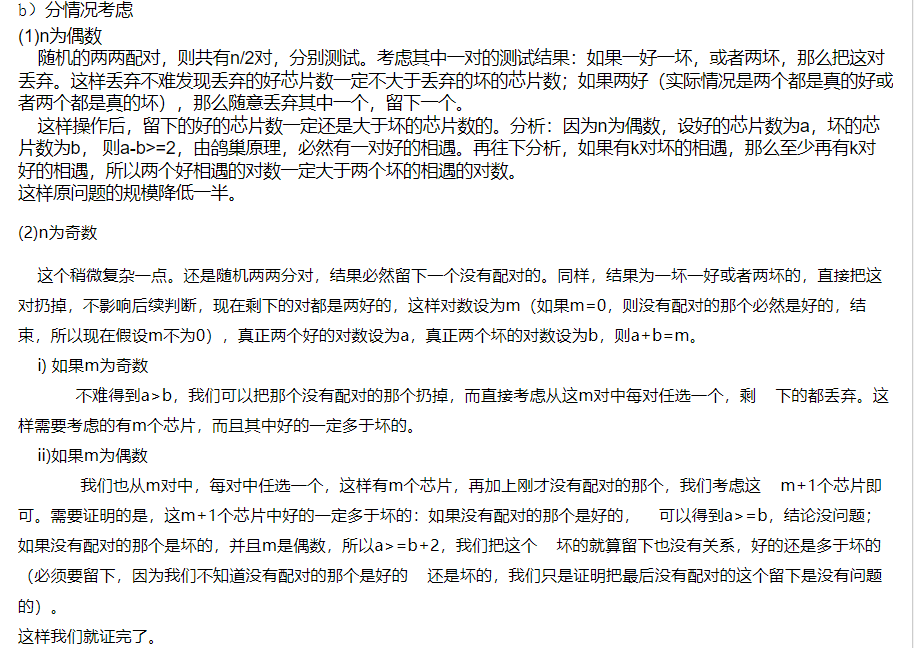 b）分情况考虑
(1)n为偶数
随机的两两配对，则共有n/2对，分别测试。考虑其中一对的测试结果：如果一好一坏，或者两坏，那么把这对
丢弃。这样丢弃不难发现丢弃的好芯片数一定不大于丢弃的坏的芯片数；如果两好（实际情况是两个都是真的好或
者两个都是真的坏），那么随意丢弃其中一个，留下一个。
这样操作后，留下的好的芯片数一定还是大于坏的芯片数的。分析：因为n为偶数，设好的芯片数为a，坏的芯
片数为b， 则a-b>=2，由鸽巢原理，必然有一对好的相遇。再往下分析，如果有k对坏的相遇，那么至少再有k对
好的相遇，所以两个好相遇的对数一定大于两个坏的相遇的对数。
这样原问题的规模降低一半。
(2)n为奇数
这个稍微复杂一点。还是随机两两分对，结果必然留下一个没有配对的。同样，结果为一坏一好或者两坏的，直接把这
对扔掉，不影响后续判断，现在剩下的对都是两好的，这样对数设为m（如果m=0，则没有配对的那个必然是好的，结
束，所以现在假设m不为0），真正两个好的对数设为a，真正两个坏的对数设为b，则a+b=m。
i) 如果m为奇数
不难得到a>b，我们可以把那个没有配对的那个扔掉，而直接考虑从这m对中每对任选一个，剩 下的都丢弃。这
样需要考虑的有m个芯片，而且其中好的一定多于坏的。
ii)如果m为偶数
我们也从m对中，每对中任选一个，这样有m个芯片，再加上刚才没有配对的那个，我们考虑这 m+1个芯片即
可。需要证明的是，这m+1个芯片中好的一定多于坏的：如果没有配对的那个是好的， 可以得到a>=b，结论没问题；
如果没有配对的那个是坏的，并且m是偶数，所以a>=b+2，我们把这个 坏的就算留下也没有关系，好的还是多于坏的
（必须要留下，因为我们不知道没有配对的那个是好的 还是坏的，我们只是证明把最后没有配对的这个留下是没有问题
的）。
这样我们就证完了。